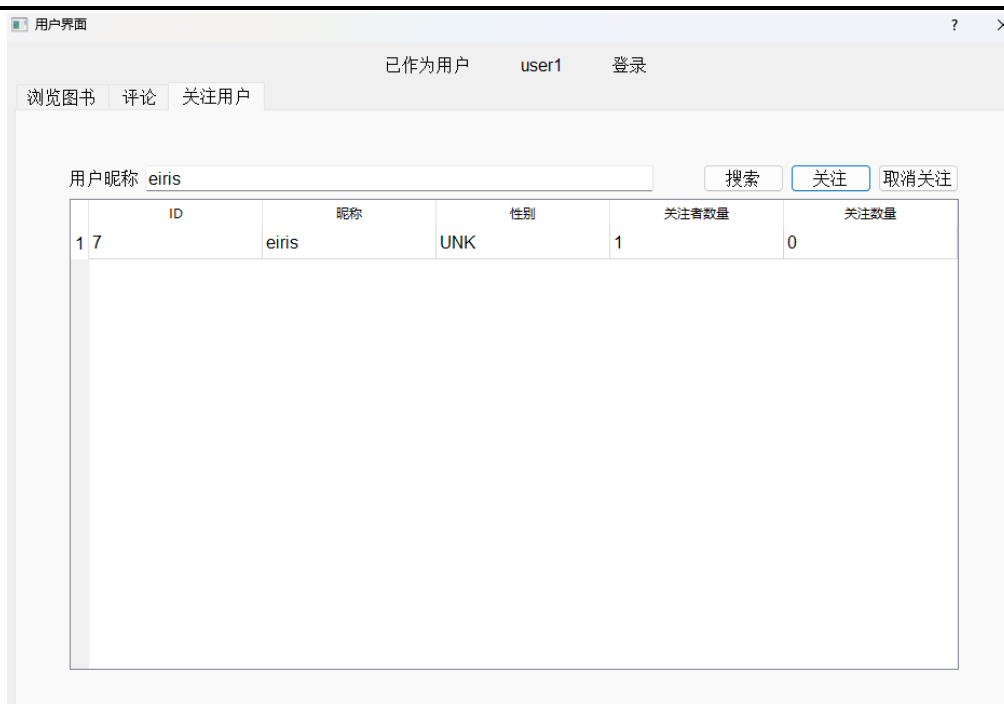 用户界面 ?
已作为用户 user1 登录
浏览图书 评论 关注用户
用户昵称 eiris 搜索 关注 取消关注
ID 昵称 性别 关注者数量 关注数量
1 7 eiris UNK 1 0